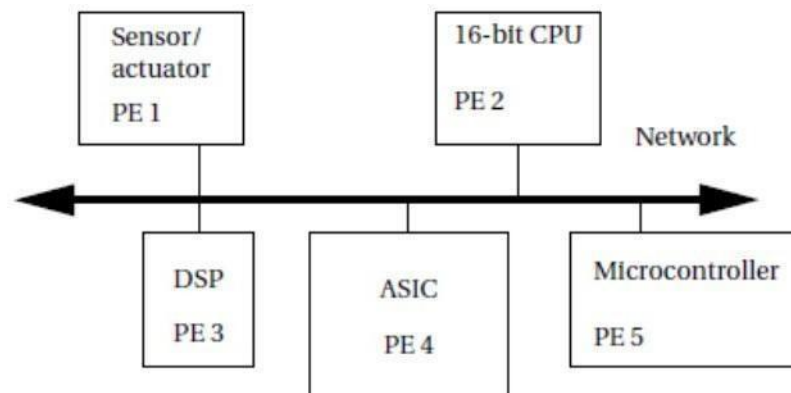 Sensor/
actuator
PE 1
16-bit CPU
PE 2
Network
DSP
PE 3
ASIC
PE 4
Microcontroller
PE 5